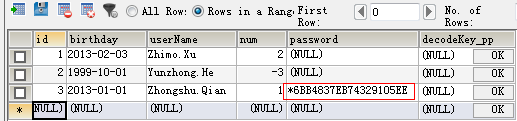 All Rows Rows in a Range First Row: 0 No. of Rows:
id birthday userName num password decodeKey_pp
1 2013-02-03 Zhimo.Xu 2 (NULL) (NULL) OK
2 1999-10-01 Yunzhong.He -3 (NULL) (NULL) OK
3 2013-01-01 Zhongshu.Qian 1 *6BB4837EB74329105EE (NULL) OK
* (NULL) (NULL) (NULL) (NULL) (NULL) (NULL) OK